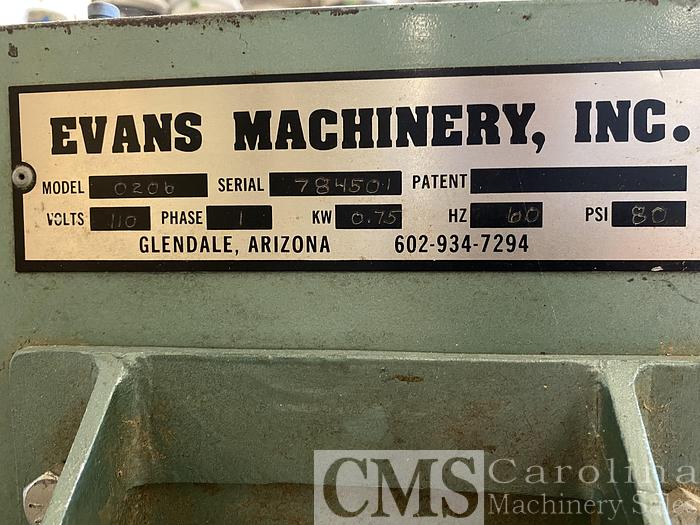 EVANS MACHINERY, INC.
MODEL 0206 SERIAL 784501 PATENT
VOLTS 110 PHASE 1 KW 0.75 HZ 60 PSI 80
GLENDALE, ARIZONA 602-934-7294
CMS Carolina
Machinery Sales